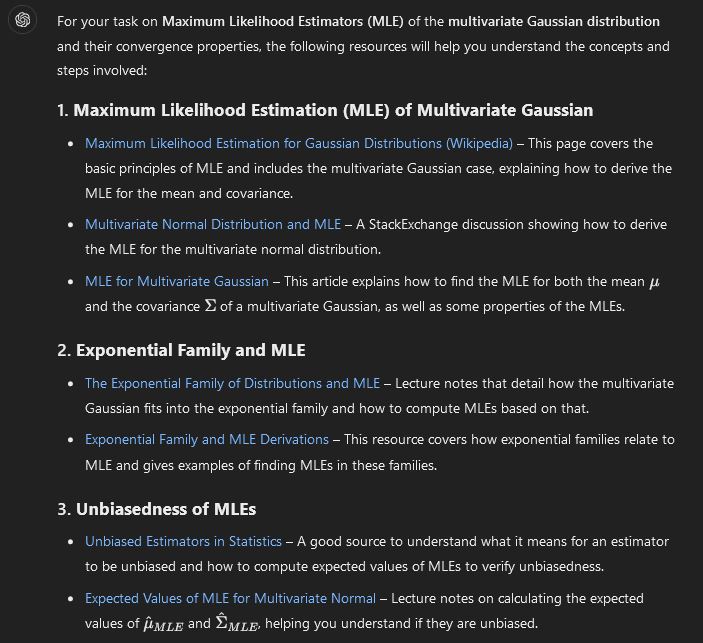 For your task on Maximum Likelihood Estimators (MLE) of the multivariate Gaussian distribution
and their convergence properties, the following resources will help you understand the concepts and
steps involved:
1. Maximum Likelihood Estimation (MLE) of Multivariate Gaussian
• Maximum Likelihood Estimation for Gaussian Distributions (Wikipedia) – This page covers the
basic principles of MLE and includes the multivariate Gaussian case, explaining how to derive the
MLE for the mean and covariance.
• Multivariate Normal Distribution and MLE – A StackExchange discussion showing how to derive
the MLE for the multivariate normal distribution.
• MLE for Multivariate Gaussian – This article explains how to find the MLE for both the mean μ
and the covariance Σ of a multivariate Gaussian, as well as some properties of the MLEs.
2. Exponential Family and MLE
• The Exponential Family of Distributions and MLE – Lecture notes that detail how the multivariate
Gaussian fits into the exponential family and how to compute MLEs based on that.
• Exponential Family and MLE Derivations – This resource covers how exponential families relate to
MLE and gives examples of finding MLEs in these families.
3. Unbiasedness of MLEs
• Unbiased Estimators in Statistics – A good source to understand what it means for an estimator
to be unbiased and how to compute expected values of MLEs to verify unbiasedness.
• Expected Values of MLE for Multivariate Normal – Lecture notes on calculating the expected
values of μ̂_MLE and Σ̂_MLE, helping you understand if they are unbiased.